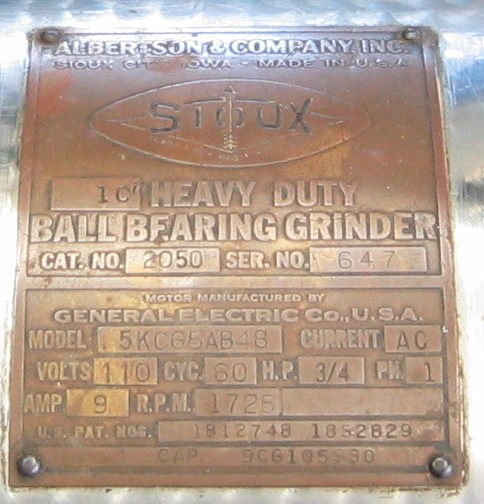 ALBERTSON & COMPANY, INC.
SIOUX CITY, IOWA - MADE IN U.S.A
SIOUX
10" HEAVY DUTY
BALL BEARING GRINDER
CAT. NO. 2050 SER. NO. 647
MOTOR MANUFACTURED BY
GENERAL ELECTRIC CO., U.S.A.
MODEL 5KC65AB48 CURRENT AC
VOLTS 110 CYC. 60 H.P. 3/4 PH. 1
AMP. 9 R.P.M. 1725
U.S. PAT. NOS. 1812748 1852829
CAP